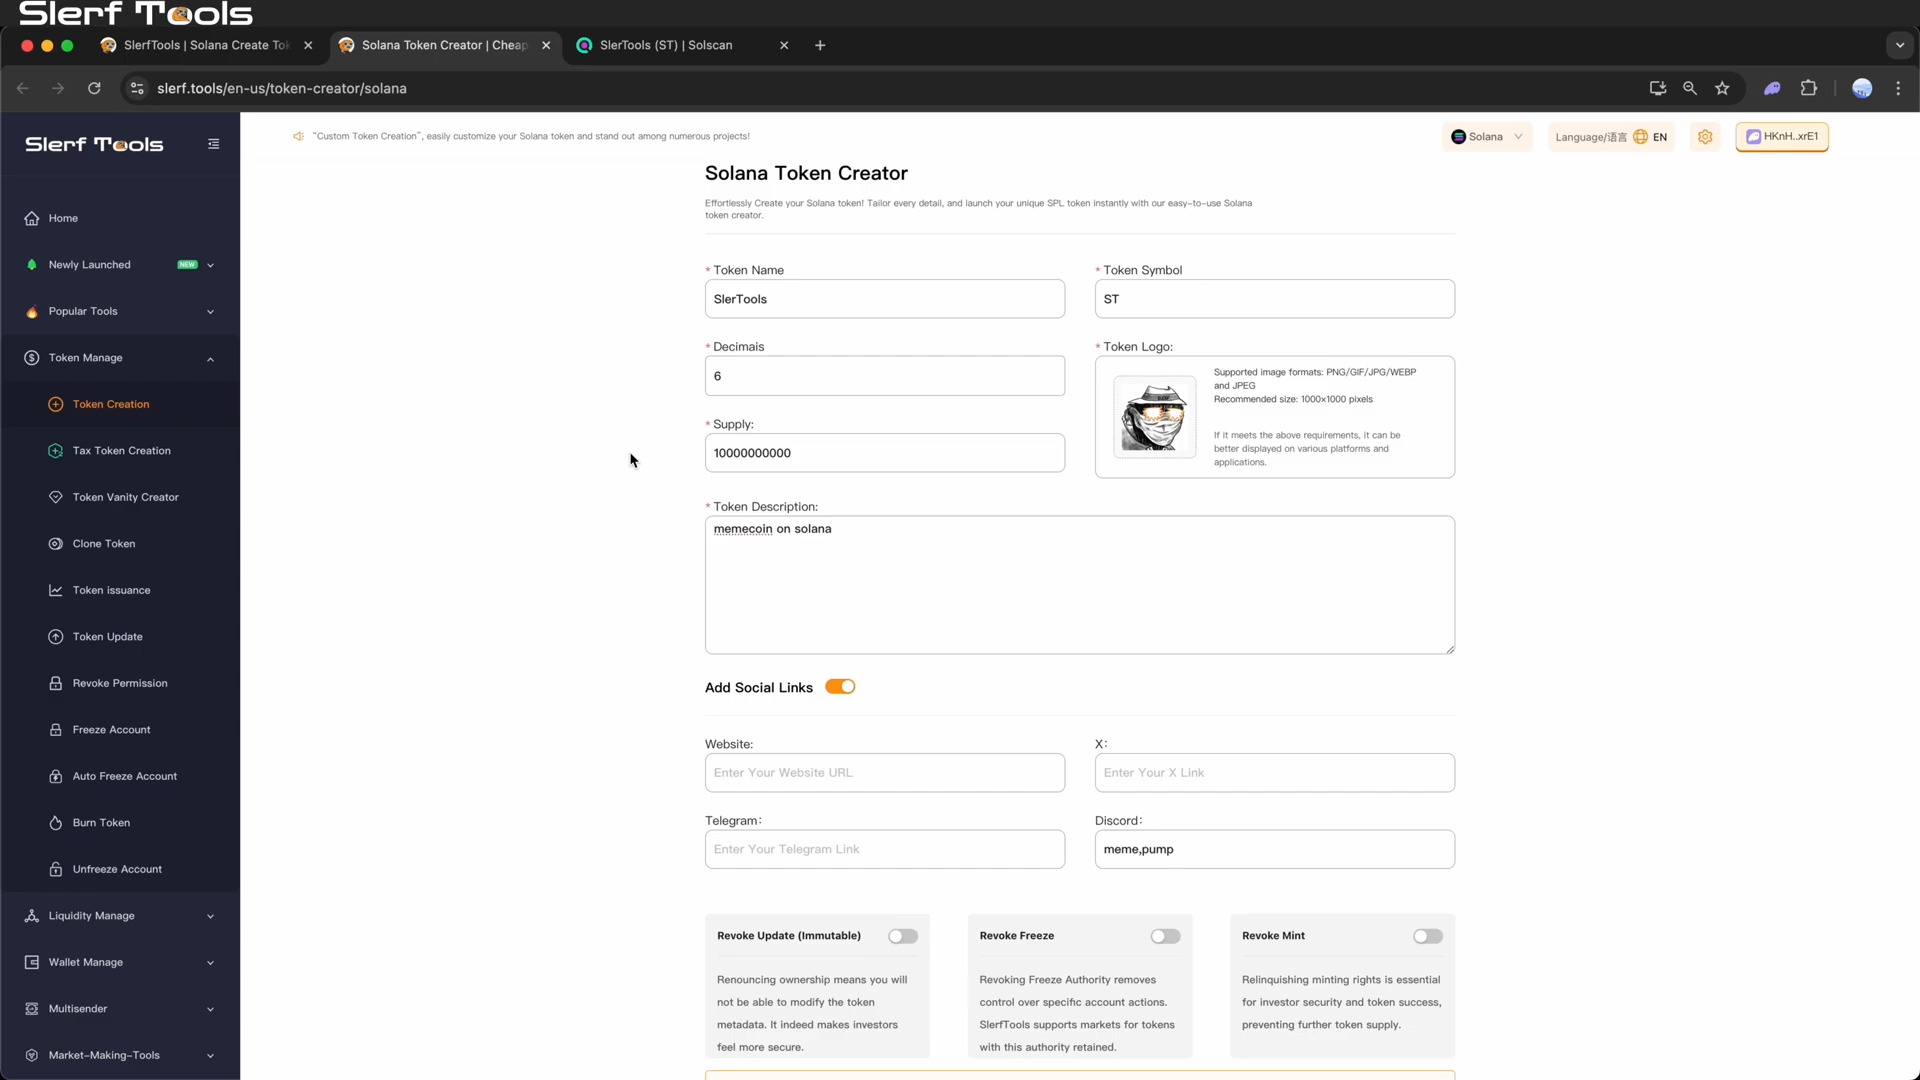 Slerf Tools
SlerfTools | Solana Create Tok
Solana Token Creator | Cheap
SlerTools (ST) | Solscan
slerf.tools/en-us/token-creator/solana
Slerf Tools
"Custom Token Creation", easily customize your Solana token and stand out among numerous projects!
Solana
Language/语言 EN
HKnH..xrE1
Home
Newly Launched NEW
Popular Tools
Token Manage
Token Creation
Tax Token Creation
Token Vanity Creator
Clone Token
Token issuance
Token Update
Revoke Permission
Freeze Account
Auto Freeze Account
Burn Token
Unfreeze Account
Liquidity Manage
Wallet Manage
Multisender
Market-Making-Tools
Solana Token Creator
Effortlessly Create your Solana token! Tailor every detail, and launch your unique SPL token instantly with our easy-to-use Solana
token creator.
* Token Name
SlerTools
* Token Symbol
ST
* Decimais
6
* Token Logo:
Supported image formats: PNG/GIF/JPG/WEBP
and JPEG
Recommended size: 1000×1000 pixels
If it meets the above requirements, it can be
better displayed on various platforms and
applications.
* Supply:
10000000000
* Token Description:
memecoin on solana
Add Social Links
Website:
Enter Your Website URL
X:
Enter Your X Link
Telegram:
Enter Your Telegram Link
Discord:
meme,pump
Revoke Update (Immutable)
Renouncing ownership means you will
not be able to modify the token
metadata. It indeed makes investors
feel more secure.
Revoke Freeze
Revoking Freeze Authority removes
control over specific account actions.
SlerfTools supports markets for tokens
with this authority retained.
Revoke Mint
Relinquishing minting rights is essential
for investor security and token success,
preventing further token supply.